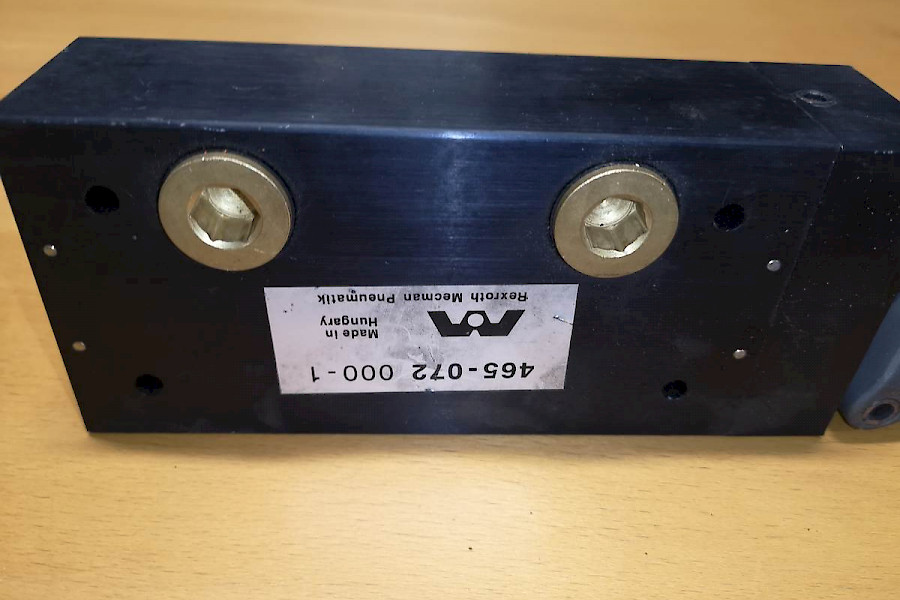 465-072 000-1
Made in
Hungary
Rexroth Mecman Pneumatik